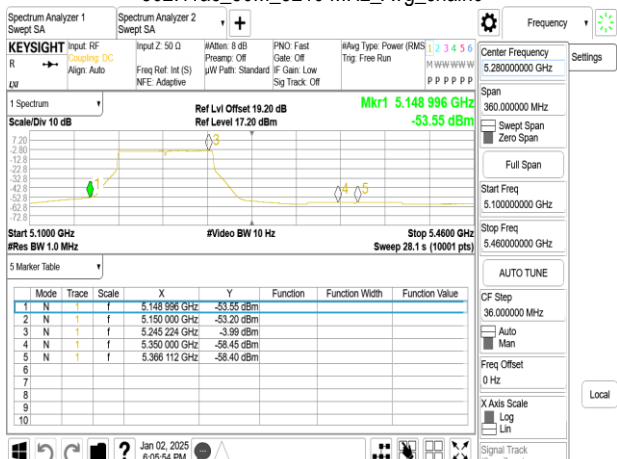 Spectrum Analyzer 1
Swept SA
Spectrum Analyzer 2
Swept SA
+
Frequency
KEYSIGHT
R
LXI
Input: RF
Coupling: DC
Align: Auto
Input Z: 50 Ω
Freq Ref: Int (S)
NFE: Adaptive
#Atten: 8 dB
Preamp: Off
µW Path: Standard
PNO: Fast
Gate: Off
IF Gain: Low
Sig Track: Off
#Avg Type: Power (RMS
Trig: Free Run
1 2 3 4 5 6
M W W W W W
P P P P P P
1 Spectrum
Scale/Div 10 dB
Ref Lvl Offset 19.20 dB
Ref Level 17.20 dBm
Mkr1 5.148 996 GHz
-53.55 dBm
7.20
-2.80
-12.8
-22.8
-32.8
-42.8
-52.8
-62.8
-72.8
1
3
4
5
Start 5.1000 GHz
#Res BW 1.0 MHz
#Video BW 10 Hz
Stop 5.4600 GHz
Sweep 28.1 s (10001 pts)
5 Marker Table
Mode Trace Scale X Y Function Function Width Function Value
1 N 1 f 5.148 996 GHz -53.55 dBm
2 N 1 f 5.150 000 GHz -53.20 dBm
3 N 1 f 5.245 224 GHz -3.99 dBm
4 N 1 f 5.350 000 GHz -58.45 dBm
5 N 1 f 5.366 112 GHz -58.40 dBm
6
7
8
9
10
?
Jan 02, 2025
6:05:54 PM
Center Frequency
5.280000000 GHz
Span
360.000000 MHz
Swept Span
Zero Span
Full Span
Start Freq
5.100000000 GHz
Stop Freq
5.460000000 GHz
AUTO TUNE
CF Step
36.000000 MHz
Auto
Man
Freq Offset
0 Hz
X Axis Scale
Log
Lin
Signal Track
Settings
Local